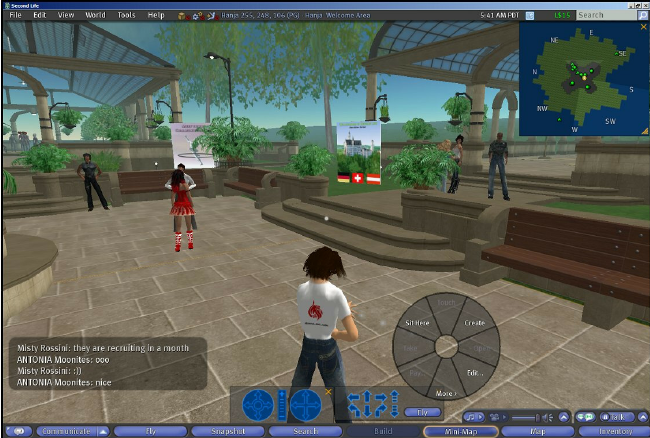 Second Life
File Edit View World Tools Help Hanja 255, 248, 106 (PG) - Hanja, Welcome Area 5:41 AM PDT L$15 Search
E
NE SE
N S
NW SW
W
Touch
Sit Here Create
Edit...
More >
Misty Rossini: they are recruiting in a month
ANTONIA Moonites: ooo
Misty Rossini: :))
ANTONIA Moonites: nice
Fly Talk
Communicate Fly Snapshot Search Build Mini-Map Map Inventory